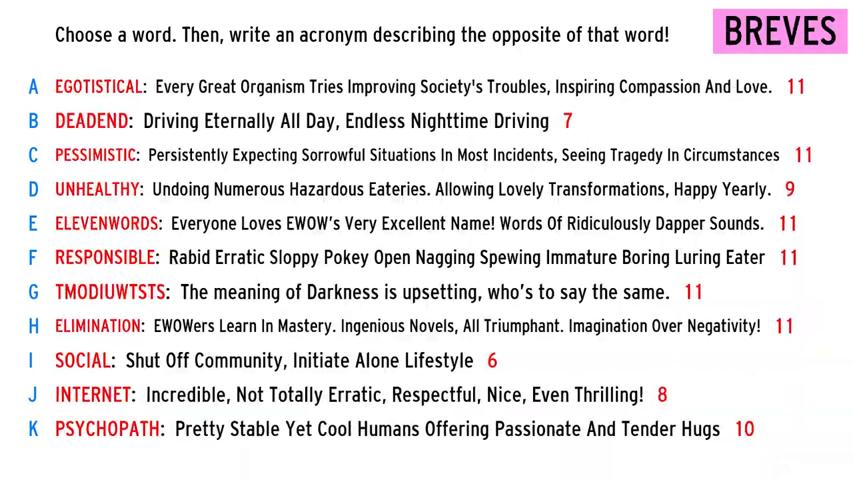 Choose a word. Then, write an acronym describing the opposite of that word!
BREVES
A EGOTISTICAL: Every Great Organism Tries Improving Society's Troubles, Inspiring Compassion And Love. 11
B DEADEND: Driving Eternally All Day, Endless Nighttime Driving 7
C PESSIMISTIC: Persistently Expecting Sorrowful Situations In Most Incidents, Seeing Tragedy In Circumstances 11
D UNHEALTHY: Undoing Numerous Hazardous Eateries. Allowing Lovely Transformations, Happy Yearly. 9
E ELEVENWORDS: Everyone Loves EWOW's Very Excellent Name! Words Of Ridiculously Dapper Sounds. 11
F RESPONSIBLE: Rabid Erratic Sloppy Pokey Open Nagging Spewing Immature Boring Luring Eater 11
G TMODIUWTSTS: The meaning of Darkness is upsetting, who's to say the same. 11
H ELIMINATION: EWOWers Learn In Mastery. Ingenious Novels, All Triumphant. Imagination Over Negativity! 11
I SOCIAL: Shut Off Community, Initiate Alone Lifestyle 6
J INTERNET: Incredible, Not Totally Erratic, Respectful, Nice, Even Thrilling! 8
K PSYCHOPATH: Pretty Stable Yet Cool Humans Offering Passionate And Tender Hugs 10